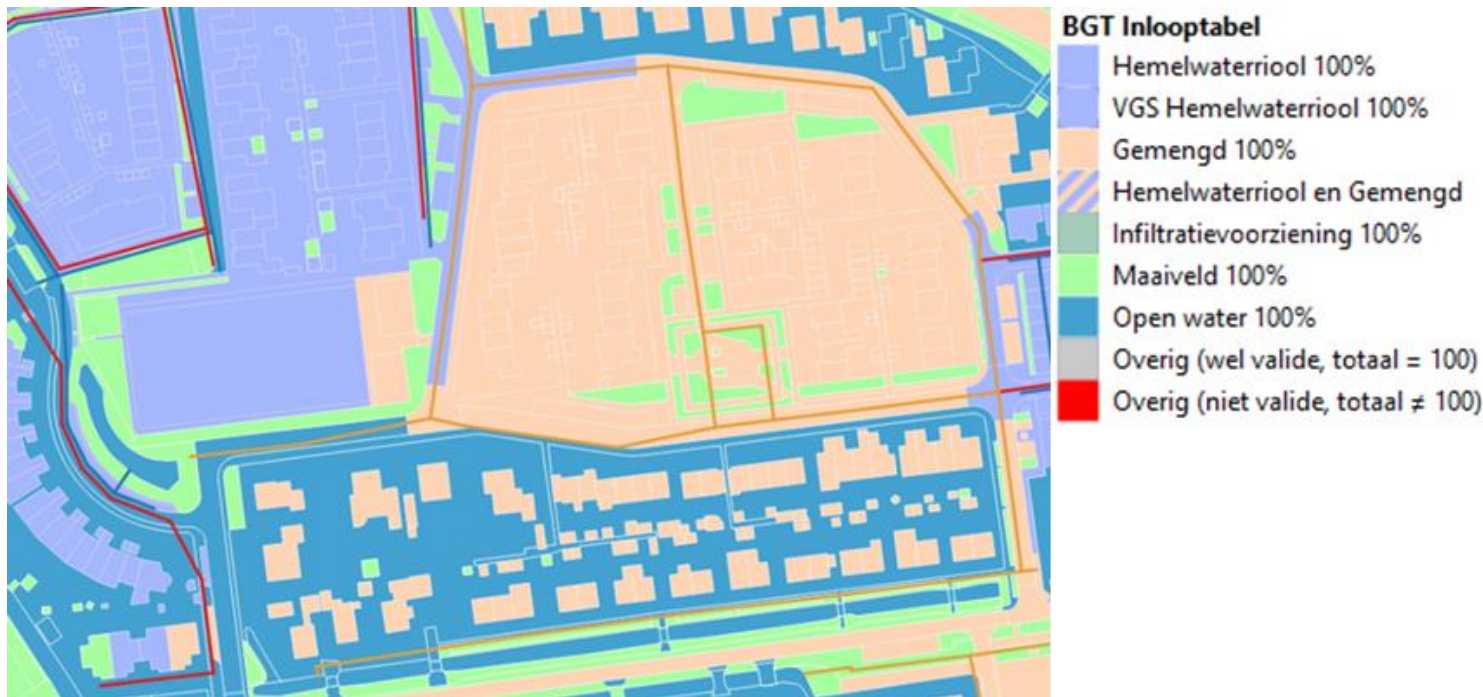 BGT Inlooptabel
Hemelwaterriool 100%
VGS Hemelwaterriool 100%
Gemengd 100%
Hemelwaterriool en Gemengd
Infiltratievoorziening 100%
Maaiveld 100%
Open water 100%
Overig (wel valide, totaal = 100)
Overig (niet valide, totaal ≠ 100)